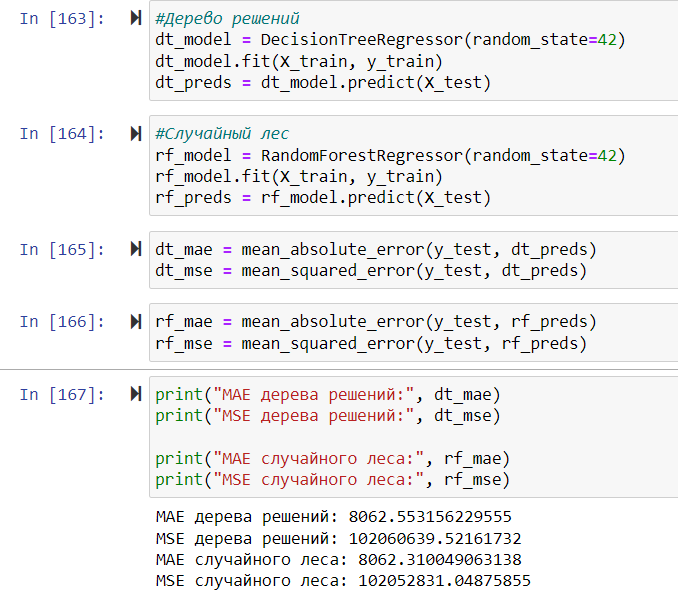 In [163]:
#Дерево решений
dt_model = DecisionTreeRegressor(random_state=42)
dt_model.fit(X_train, y_train)
dt_preds = dt_model.predict(X_test)
In [164]:
#Случайный лес
rf_model = RandomForestRegressor(random_state=42)
rf_model.fit(X_train, y_train)
rf_preds = rf_model.predict(X_test)
In [165]:
dt_mae = mean_absolute_error(y_test, dt_preds)
dt_mse = mean_squared_error(y_test, dt_preds)
In [166]:
rf_mae = mean_absolute_error(y_test, rf_preds)
rf_mse = mean_squared_error(y_test, rf_preds)
In [167]:
print("MAE дерева решений:", dt_mae)
print("MSE дерева решений:", dt_mse)
print("MAE случайного леса:", rf_mae)
print("MSE случайного леса:", rf_mse)
MAE дерева решений: 8062.553156229555
MSE дерева решений: 102060639.52161732
MAE случайного леса: 8062.310049063138
MSE случайного леса: 102052831.04875855